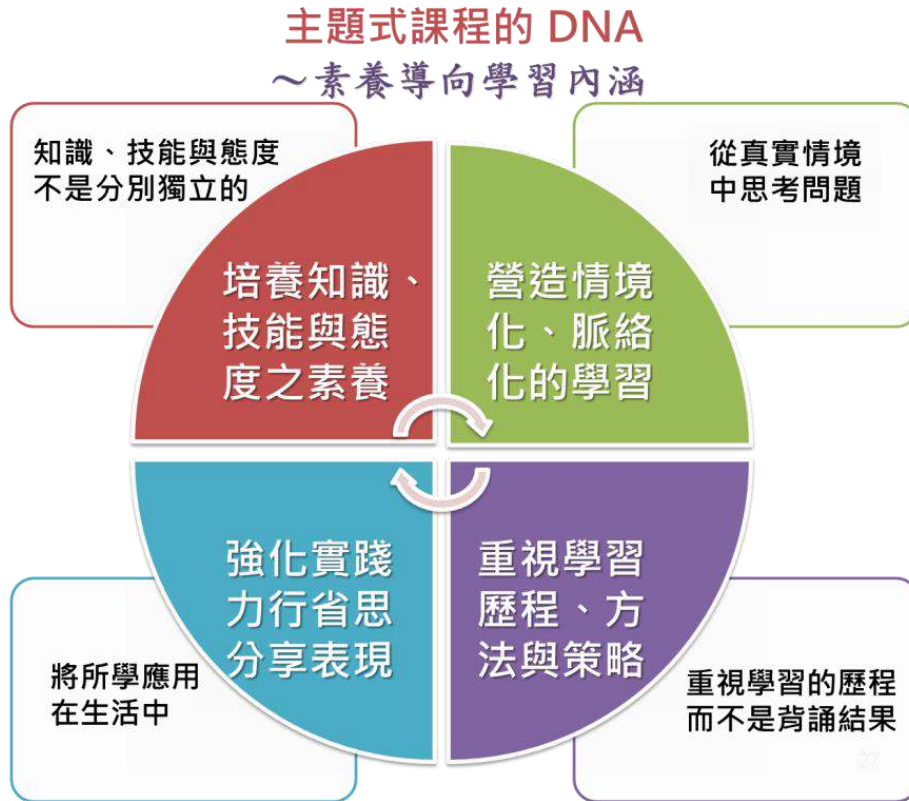 主題式課程的 DNA
～素養導向學習內涵
知識、技能與態度
不是分別獨立的
從真實情境
中思考問題
培養知識、
技能與態
度之素養
營造情境
化、脈絡
化的學習
強化實踐
力行省思
分享表現
重視學習
歷程、方
法與策略
將所學應用
在生活中
重視學習的歷程
而不是背誦結果
27